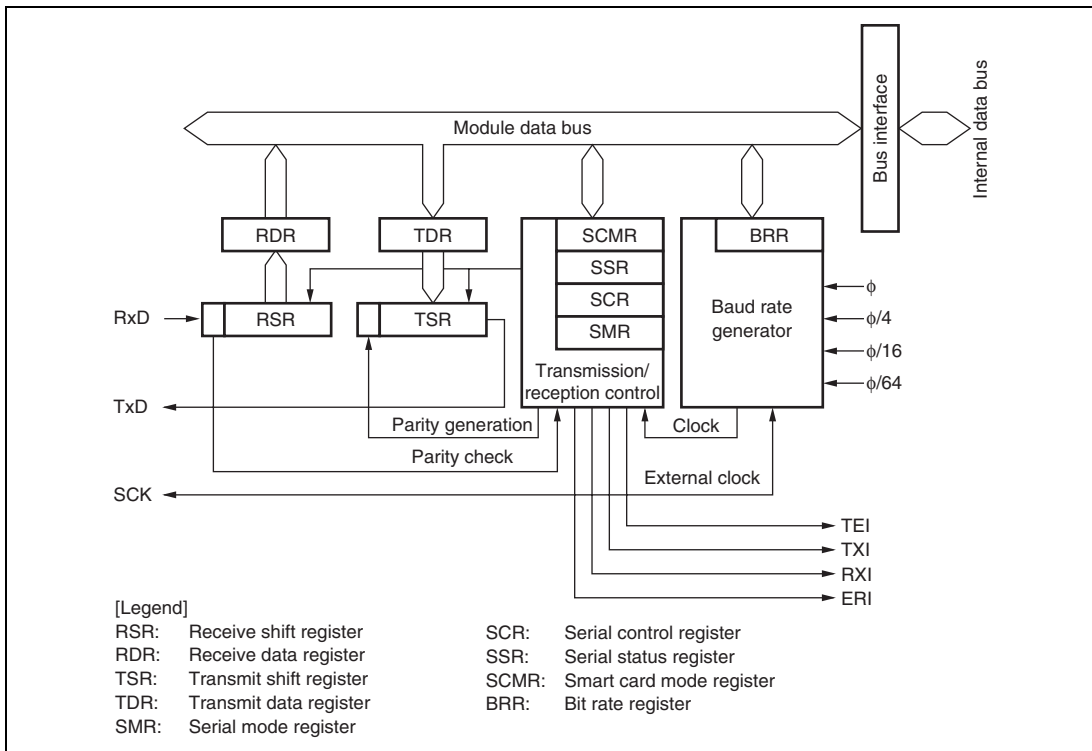 Module data bus
Bus interface
Internal data bus
RDR
TDR
SCMR
BRR
SSR
SCR
SMR
Baud rate
generator
ϕ
ϕ/4
ϕ/16
ϕ/64
RxD
RSR
TSR
Transmission/
reception control
TxD
Parity generation
Clock
Parity check
External clock
SCK
TEI
TXI
RXI
ERI
[Legend]
RSR: Receive shift register
RDR: Receive data register
TSR: Transmit shift register
TDR: Transmit data register
SMR: Serial mode register
SCR: Serial control register
SSR: Serial status register
SCMR: Smart card mode register
BRR: Bit rate register